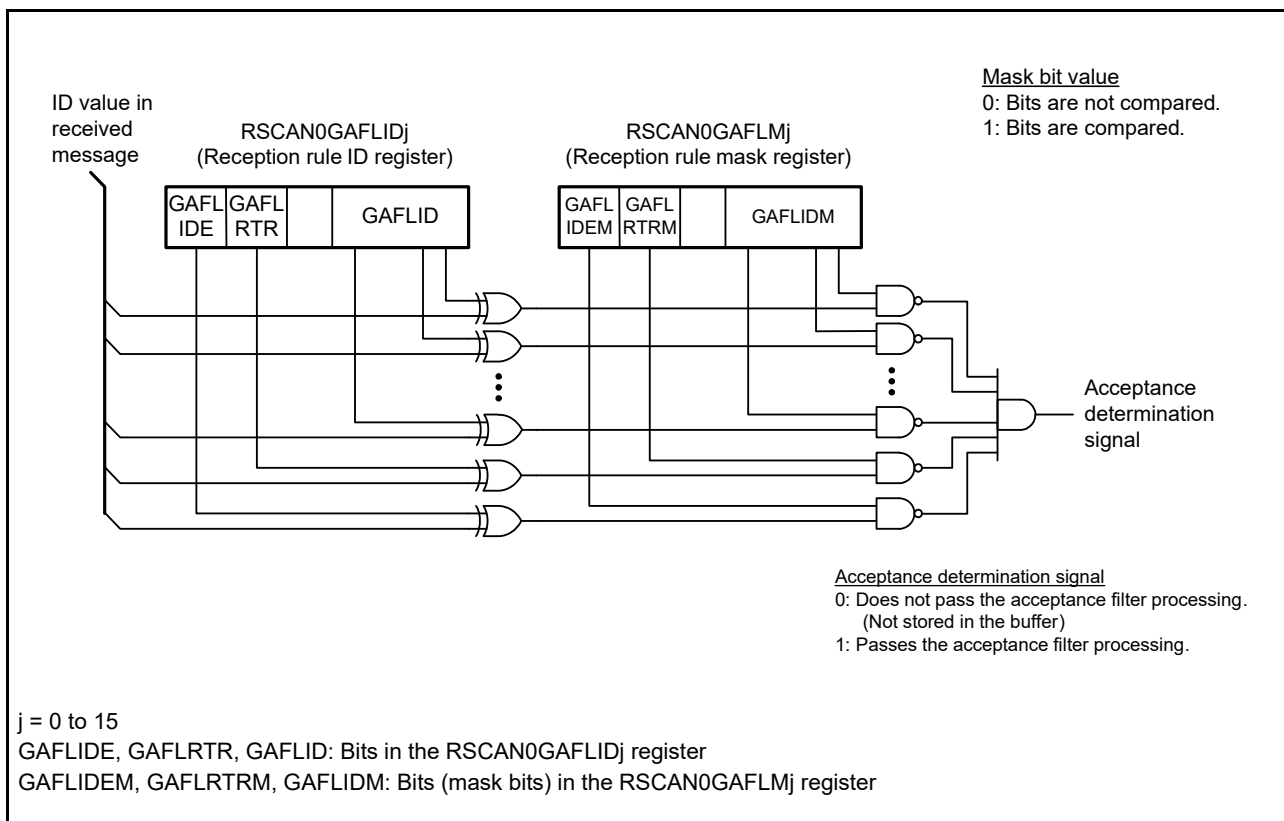 Mask bit value
0: Bits are not compared.
1: Bits are compared.
ID value in
received
message
RSCAN0GAFLIDj
(Reception rule ID register)
RSCAN0GAFLMj
(Reception rule mask register)
GAFL
IDE
GAFL
RTR
GAFLID
GAFL
IDEM
GAFL
RTRM
GAFLIDM
Acceptance
determination
signal
Acceptance determination signal
0: Does not pass the acceptance filter processing.
(Not stored in the buffer)
1: Passes the acceptance filter processing.
j = 0 to 15
GAFLIDE, GAFLRTR, GAFLID: Bits in the RSCAN0GAFLIDj register
GAFLIDEM, GAFLRTRM, GAFLIDM: Bits (mask bits) in the RSCAN0GAFLMj register